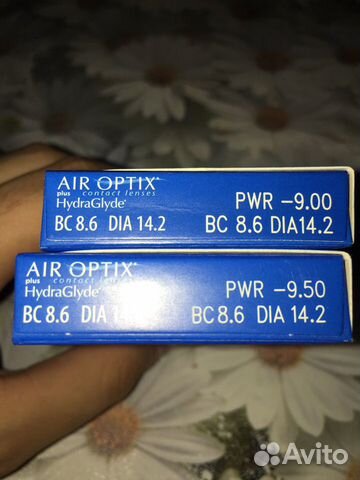 AIR OPTIX®
plus contact lenses
HydraGlyde®
BC 8.6 DIA 14.2
PWR -9.00
BC 8.6 DIA 14.2
AIR OPTIX®
plus contact lenses
HydraGlyde®
BC 8.6 DIA
PWR -9.50
BC 8.6 DIA 14.2
Avito